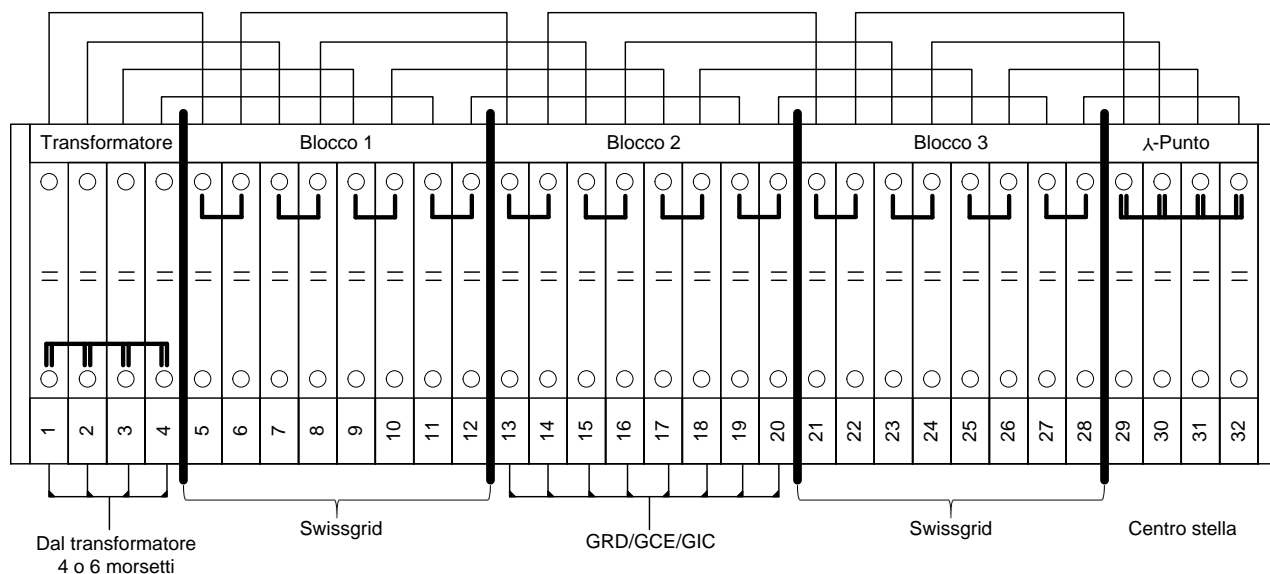 Transformatore
Blocco 1
Blocco 2
Blocco 3
⅄-Punto
1
2
3
4
5
6
7
8
9
10
11
12
13
14
15
16
17
18
19
20
21
22
23
24
25
26
27
28
29
30
31
32
Dal transformatore
4 o 6 morsetti
Swissgrid
GRD/GCE/GIC
Swissgrid
Centro stella